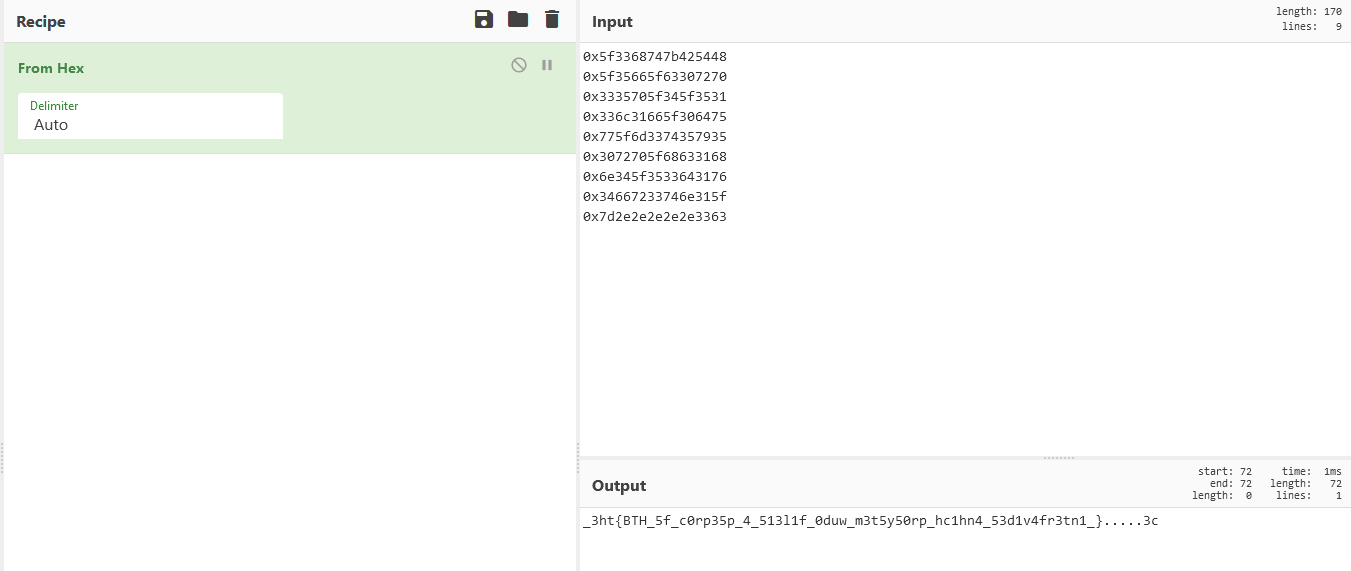 Recipe
From Hex
Delimiter
Auto
Input
length: 170
lines: 9
0x5f3368747b425448
0x5f35665f63307270
0x3335705f345f3531
0x336c31665f306475
0x775f6d3374357935
0x3072705f68633168
0x6e345f3533643176
0x34667233746e315f
0x7d2e2e2e2e2e3363
Output
start: 72 time: 1ms
end: 72 length: 72
length: 0 lines: 1
_3ht{BTH_5f_c0rp35p_4_513l1f_0duw_m3t5y50rp_hc1hn4_53d1v4fr3tn1_}.....3c